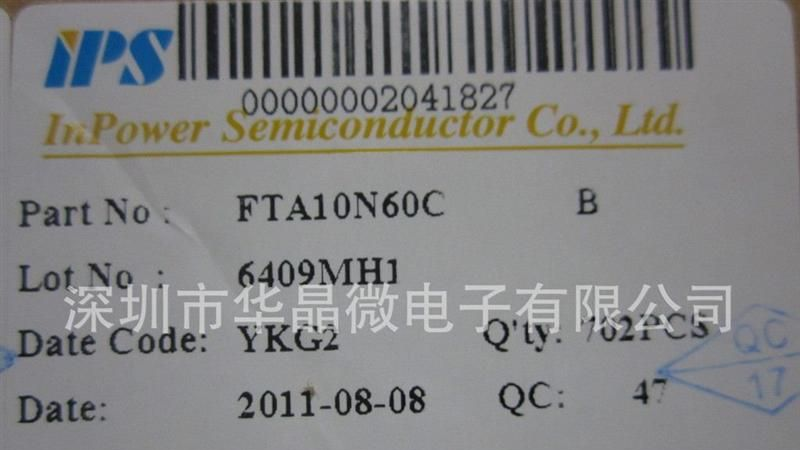 iPS
00000002041827
InPower Semiconductor Co., Ltd.
Part No : FTA10N60C B
Lot No : 6409MH1
深圳市华晶微电子有限公司
Date Code: YKG2 Q'ty: 702PCS
QC
Date: 2011-08-08 QC: 47
17